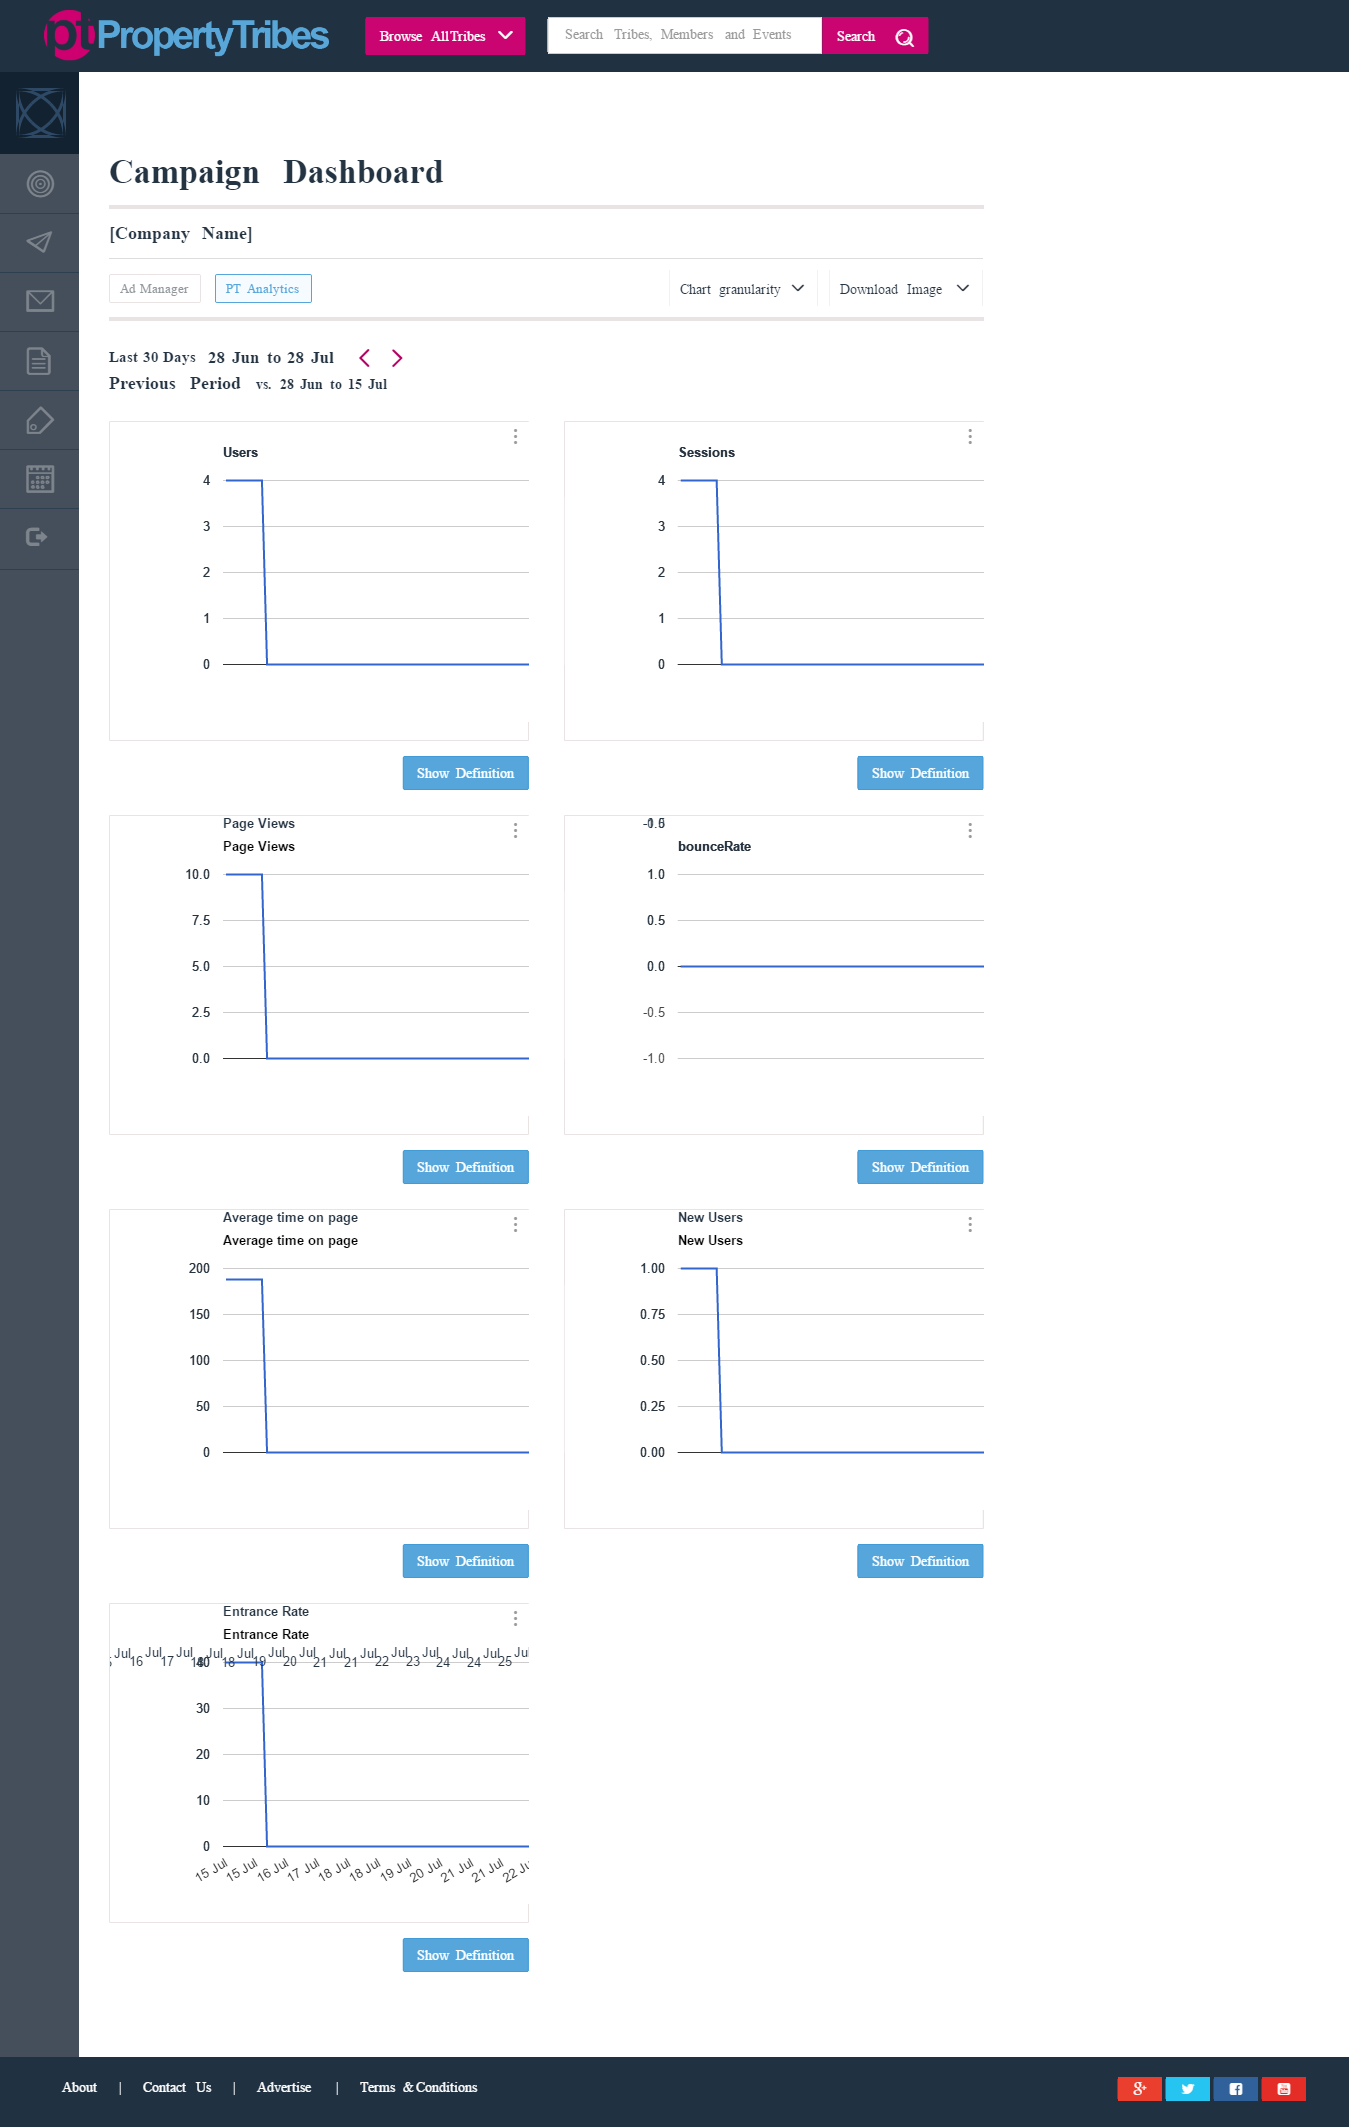 ptPropertyTribes
Browse All Tribes
Search Tribes, Members and Events
Search
Campaign Dashboard
[Company Name]
Ad Manager
PT Analytics
Chart granularity
Download Image
Last 30 Days 28 Jun to 28 Jul
Previous Period vs. 28 Jun to 15 Jul
Users
4
3
2
1
0
Show Definition
Sessions
4
3
2
1
0
Show Definition
Page Views
Page Views
10.0
7.5
5.0
2.5
0.0
Show Definition
bounceRate
1.0
0.5
0.0
-0.5
-1.0
Show Definition
Average time on page
Average time on page
200
150
100
50
0
Show Definition
New Users
New Users
1.00
0.75
0.50
0.25
0.00
Show Definition
Entrance Rate
Entrance Rate
Jul 16 Jul 17 Jul 18 Jul 18 Jul 19 Jul 20 Jul 21 Jul 21 Jul 22 Jul 23 Jul 24 Jul 24 Jul 25 Jul
40
30
20
10
0
15 Jul 15 Jul 16 Jul 17 Jul 18 Jul 18 Jul 19 Jul 20 Jul 21 Jul 21 Jul 22 Ju
Show Definition
About | Contact Us | Advertise | Terms & Conditions